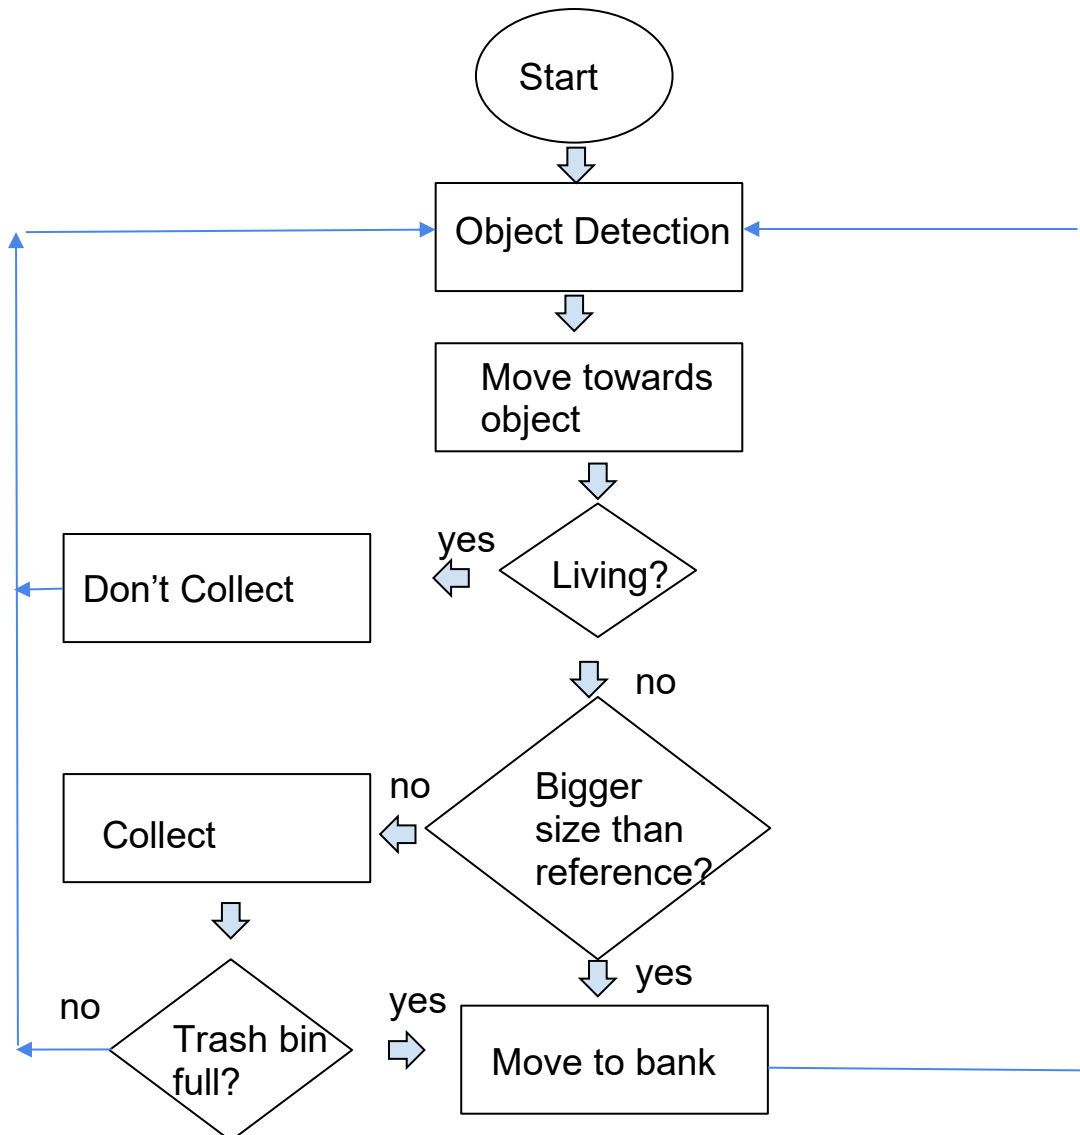 Start
Object Detection
Move towards
object
yes
Living?
Don’t Collect
no
no
Bigger
size than
reference?
Collect
yes
no
yes
Trash bin
full?
Move to bank